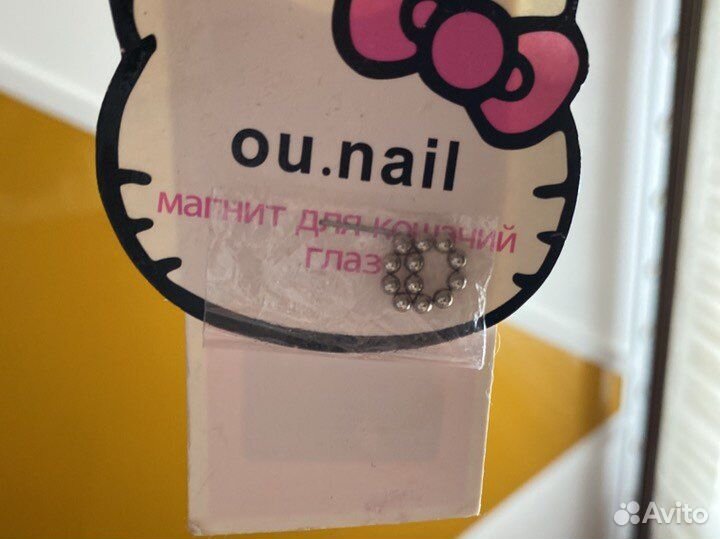 ou.nail
магнит для кошачий
глаз
Avito